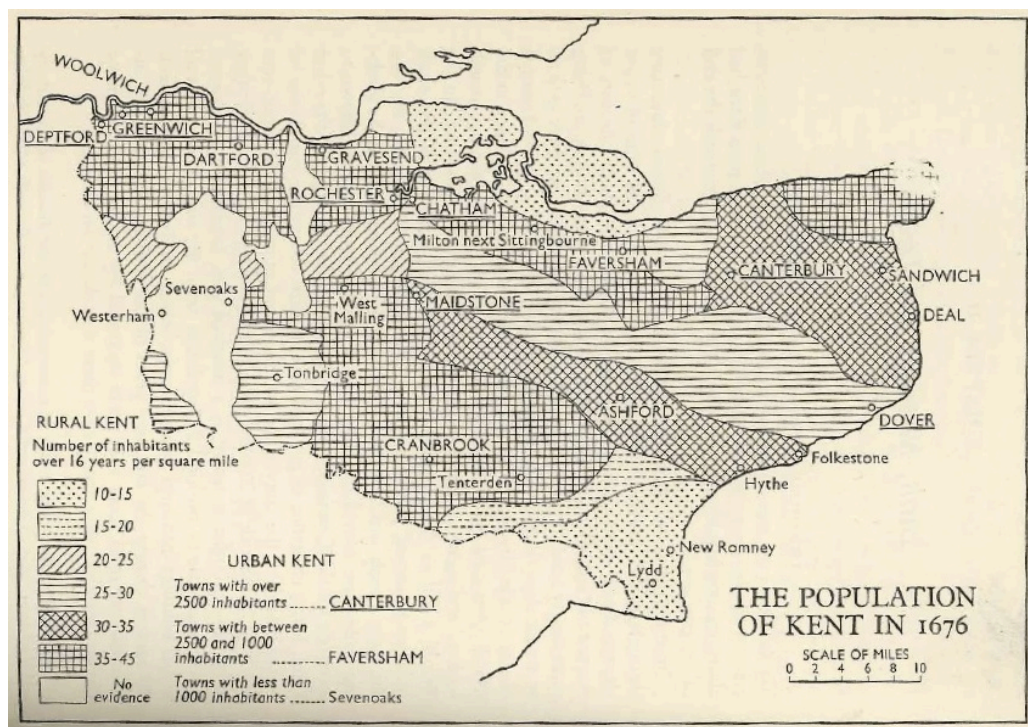 WOOLWICH
DEPTFORD
GREENWICH
DARTFORD
GRAVESEND
ROCHESTER
CHATHAM
Milton next Sittingbourne
FAVERSHAM
CANTERBURY
SANDWICH
Sevenoaks
Westerham
West
Malling
MAIDSTONE
DEAL
Tonbridge
ASHFORD
DOVER
CRANBROOK
Folkestone
Tenterden
Hythe
New Romney
Lydd
RURAL KENT
Number of inhabitants
over 16 years per square mile
10-15
15-20
20-25
25-30
30-35
35-45
No
evidence
URBAN KENT
Towns with over
2500 inhabitants ...... CANTERBURY
Towns with between
2500 and 1000
inhabitants ............ FAVERSHAM
Towns with less than
1000 inhabitants ...... Sevenoaks
THE POPULATION
OF KENT IN 1676
SCALE OF MILES
0 2 4 6 8 10